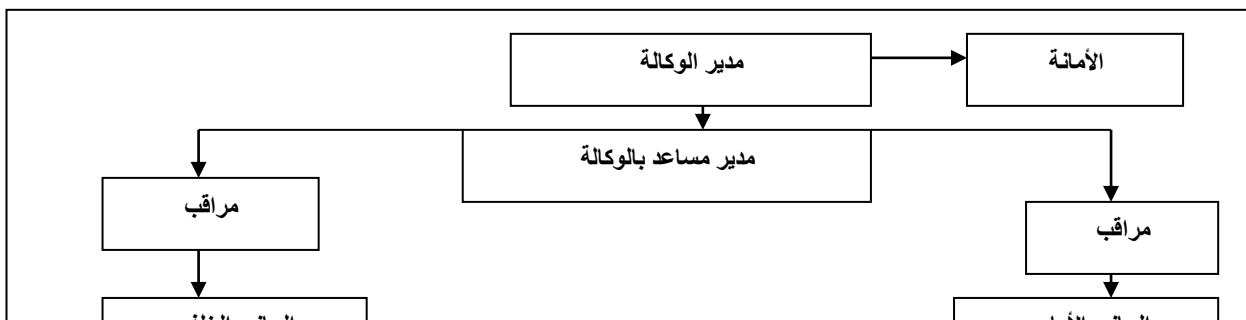 مدير الوكالة
الأمانة
مدير مساعد بالوكالة
مراقب
مراقب